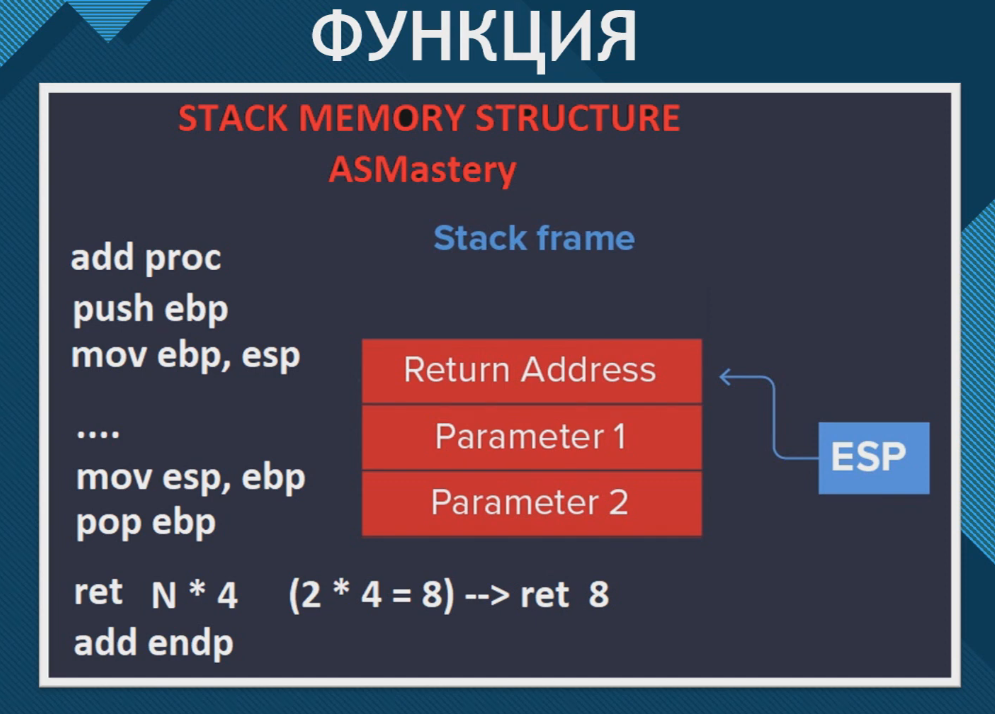 ФУНКЦИЯ
STACK MEMORY STRUCTURE
ASMastery
Stack frame
add proc
push ebp
mov ebp, esp
....
mov esp, ebp
pop ebp
Return Address
Parameter 1
Parameter 2
ESP
ret N * 4 (2 * 4 = 8) --> ret 8
add endp